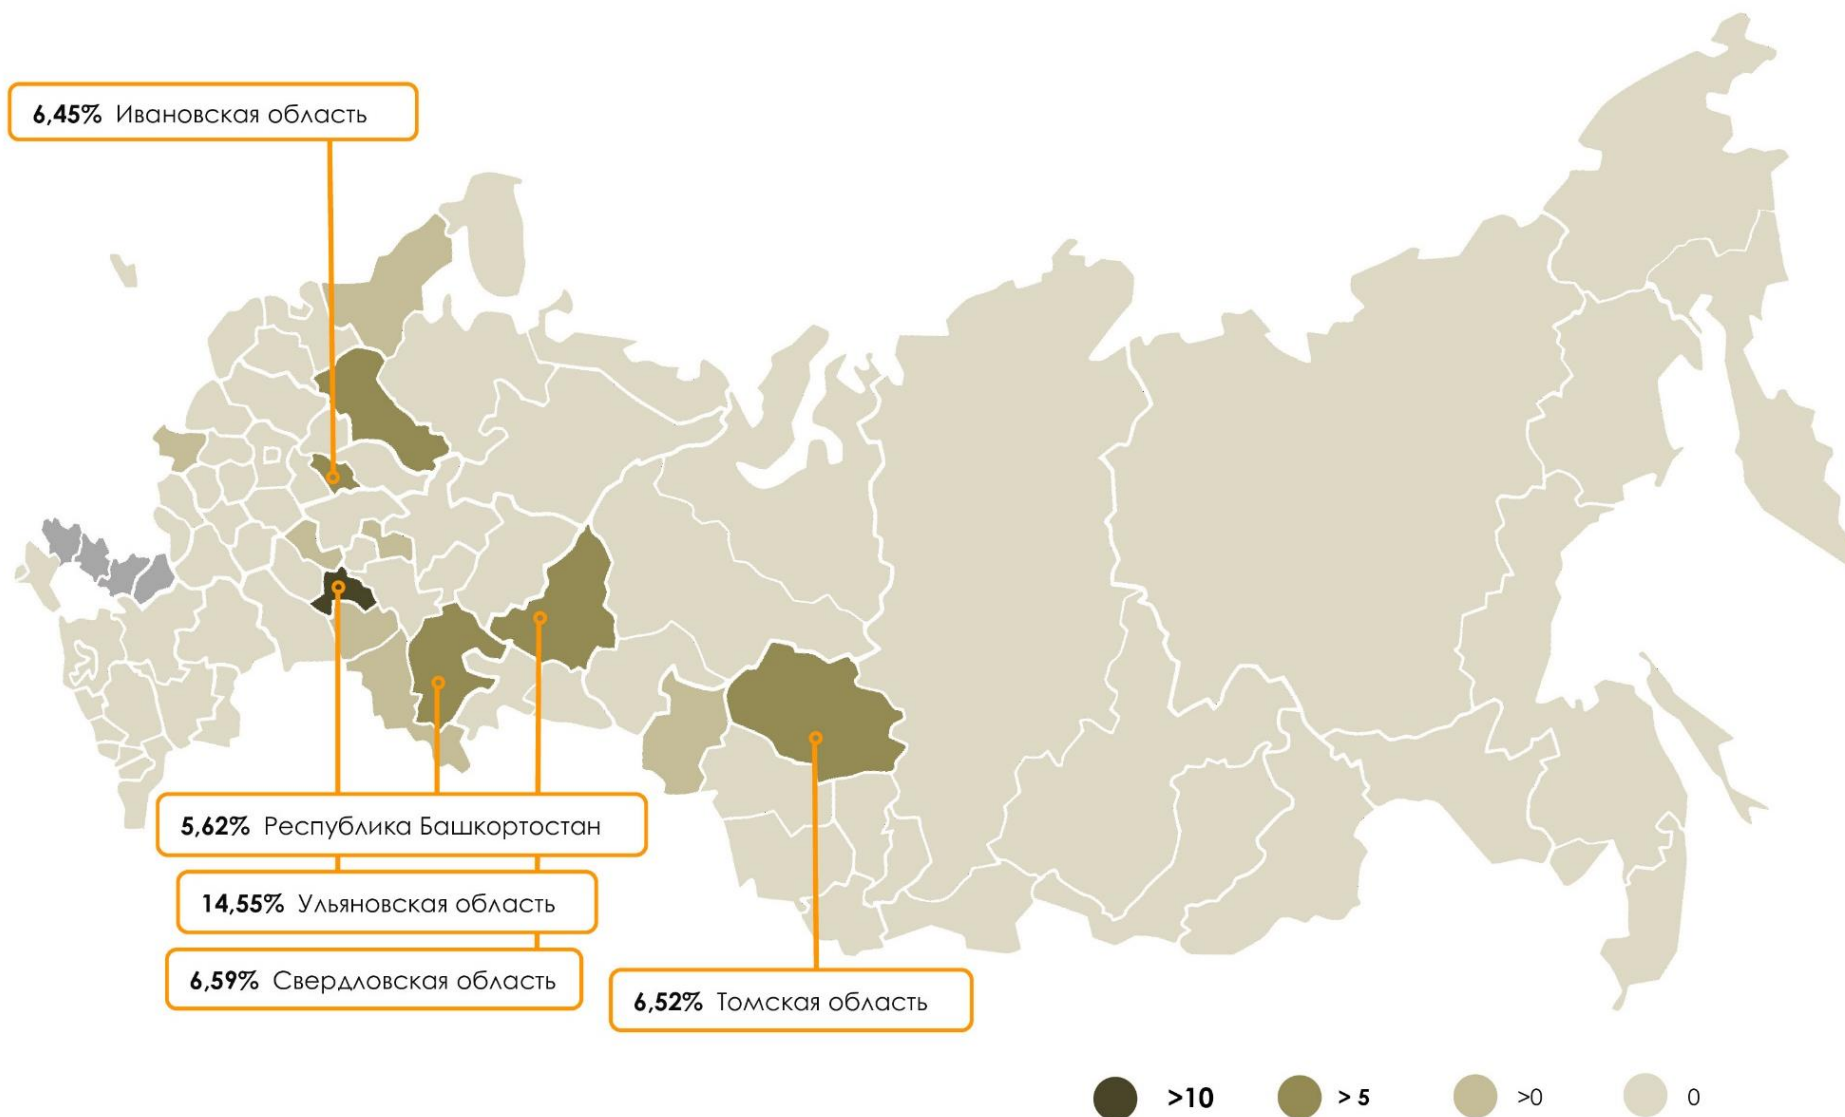 6,45% Ивановская область
5,62% Республика Башкортостан
14,55% Ульяновская область
6,59% Свердловская область
6,52% Томская область
>10 > 5 >0 0